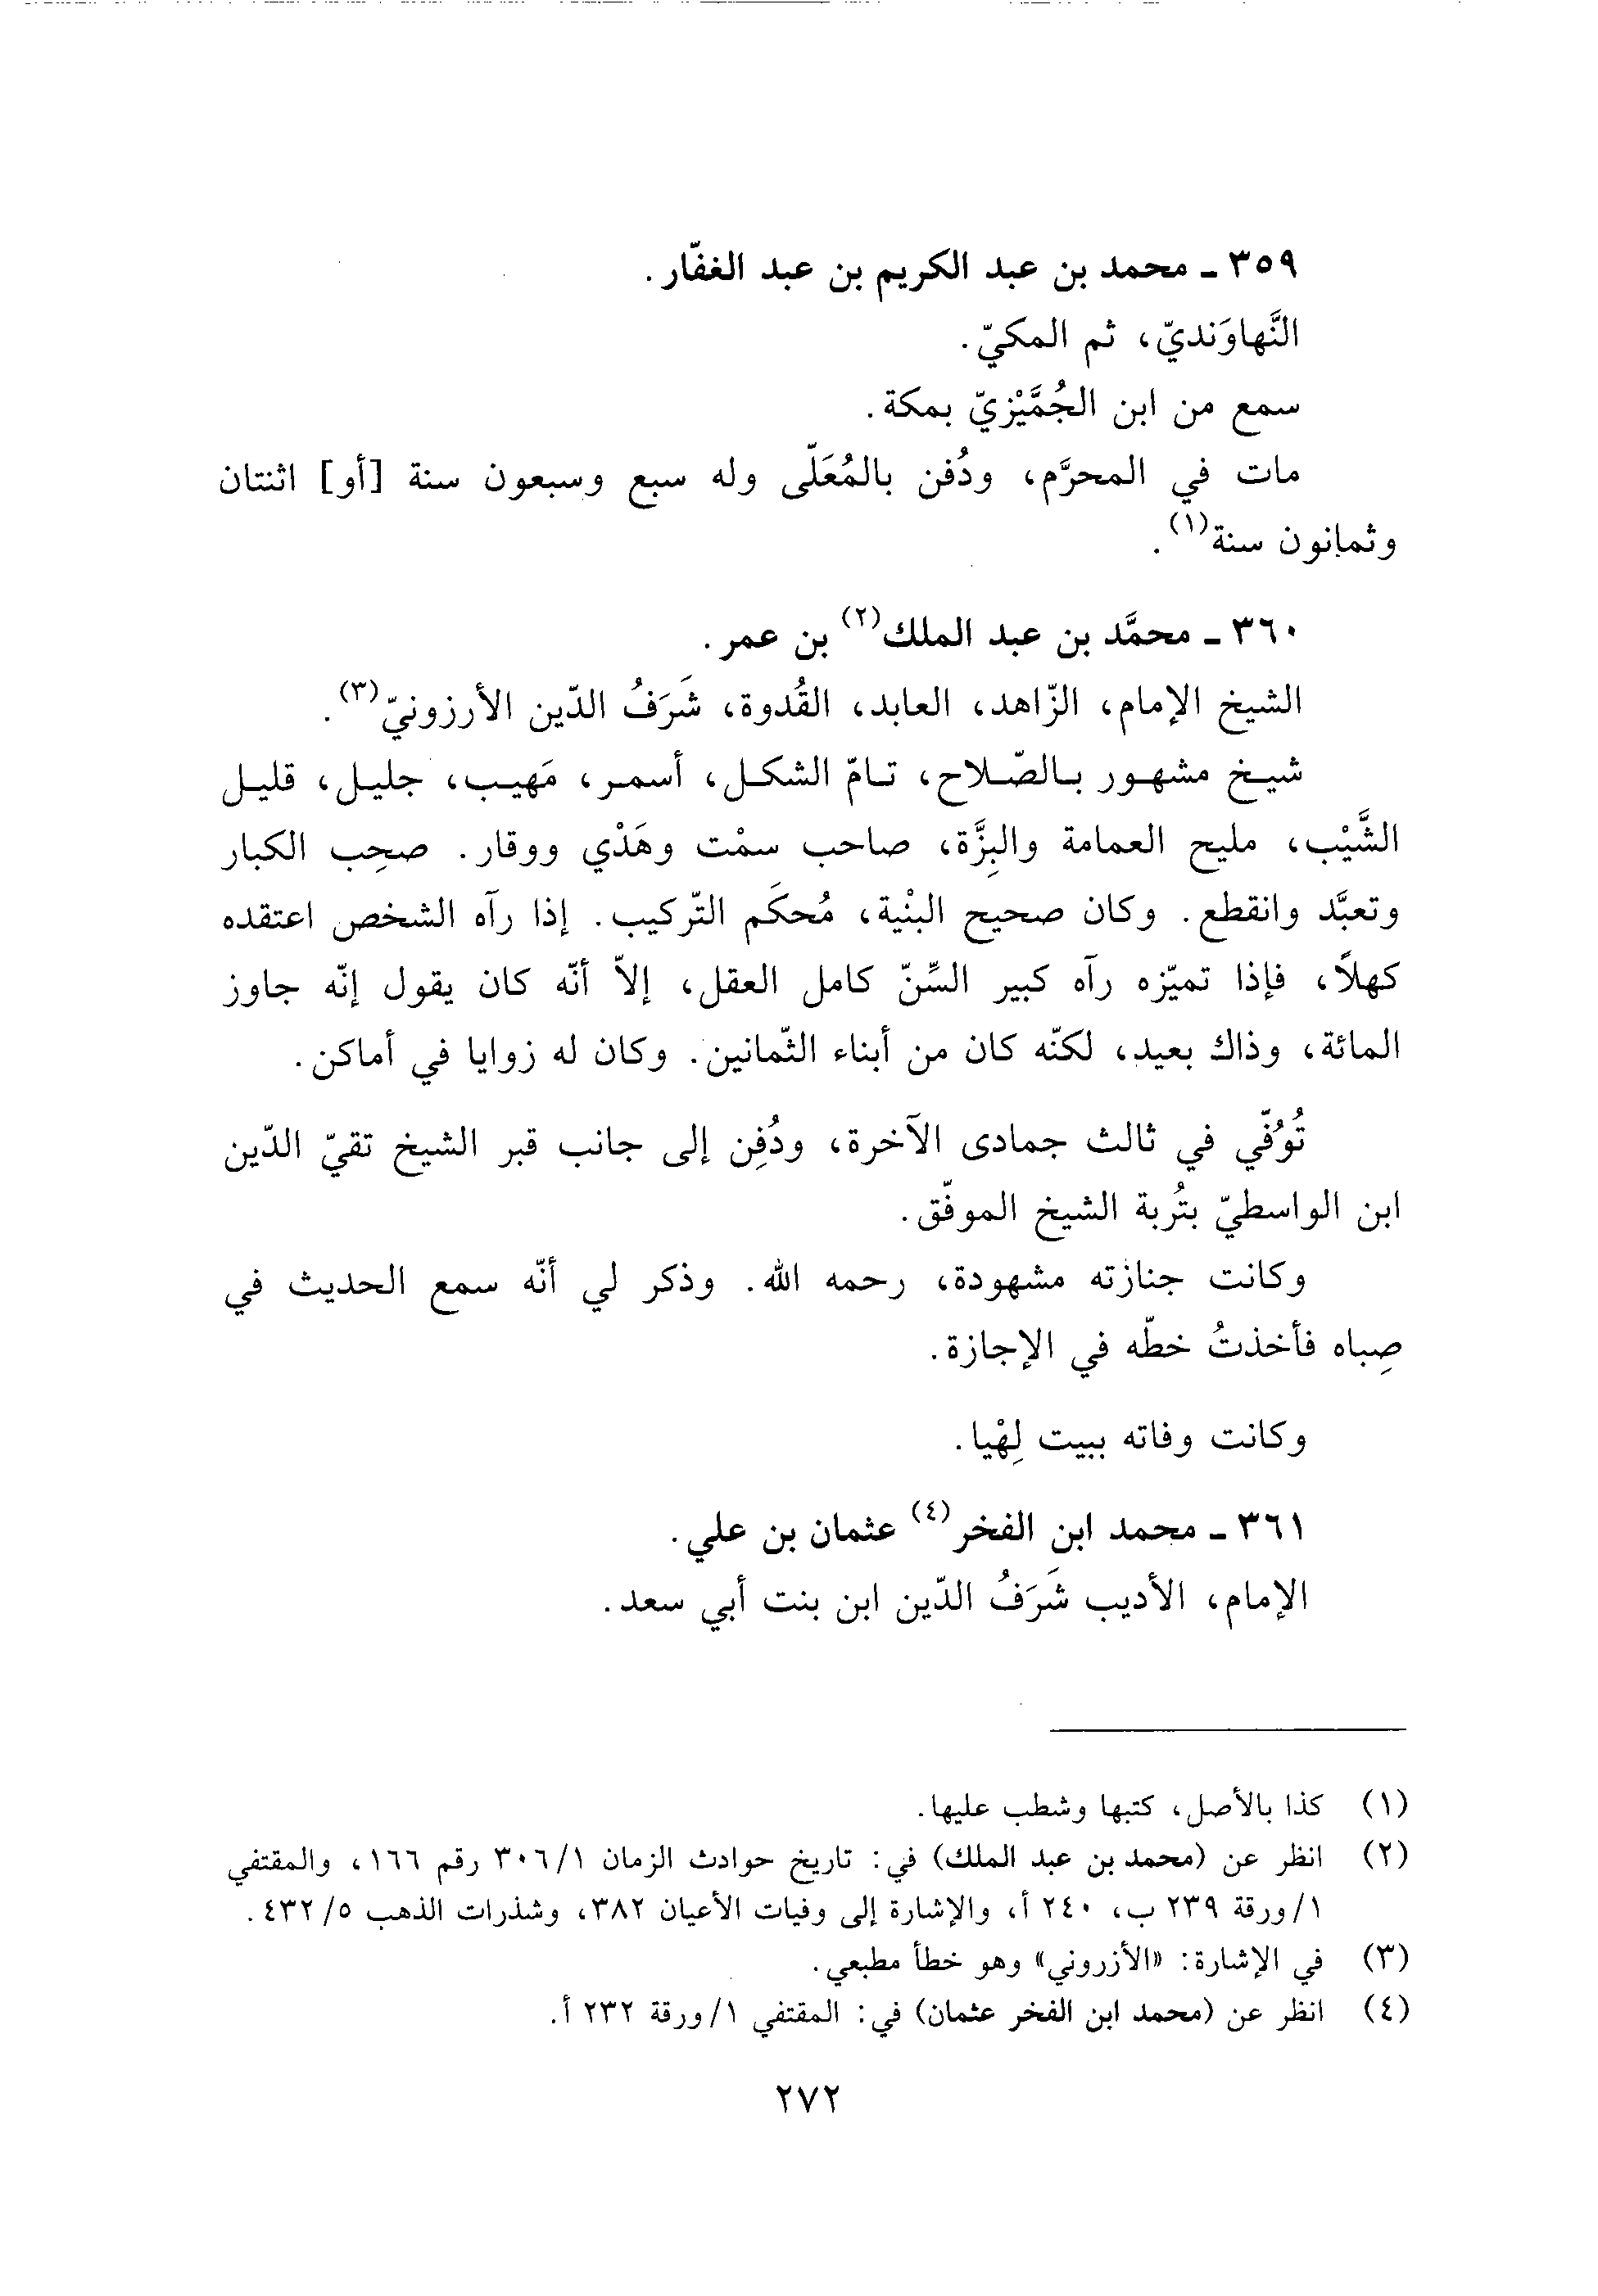 ٣٥٩ ـ محمد بن عبد الكريم بن عبد الغفّار.
النَّهاوَنديّ، ثم المكيّ.
سمع من ابن الجُمَّيْزيّ بمكة.
مات في المحرَّم، ودُفن بالمُعَلّى وله سبع وسبعون سنة [أو] اثنتان
وثمانون سنة(١).
٣٦٠ ـ محمَّد بن عبد الملك(٢) بن عمر.
الشيخ الإمام، الزّاهد، العابد، القُدوة، شَرَفُ الدّين الأرزونيّ(٣).
شيخ مشهور بالصّلاح، تامّ الشكل، أسمر، مَهيب، جليل، قليل
الشَّيْب، مليح العمامة والبِزَّة، صاحب سمْت وهَدْي ووقار. صحِب الكبار
وتعبَّد وانقطع. وكان صحيح البنْية، مُحكَم التّركيب. إذا رآه الشخص اعتقده
كهلاً، فإذا تميّزه رآه كبير السِّنّ كامل العقل، إلاّ أنّه كان يقول إنّه جاوز
المائة، وذاك بعيد، لكنّه كان من أبناء الثّمانين. وكان له زوايا في أماكن.
تُوُفّي في ثالث جمادى الآخرة، ودُفِن إلى جانب قبر الشيخ تقيّ الدّين
ابن الواسطيّ بتُربة الشيخ الموفّق.
وكانت جنازته مشهودة، رحمه الله. وذكر لي أنّه سمع الحديث في
صِباه فأخذتُ خطّه في الإجازة.
وكانت وفاته ببيت لِهْيا.
٣٦١ ـ محمد ابن الفخر(٤) عثمان بن علي.
الإمام، الأديب شَرَفُ الدّين ابن بنت أبي سعد.
(١) كذا بالأصل، كتبها وشطب عليها.
(٢) انظر عن (محمد بن عبد الملك) في: تاريخ حوادث الزمان ٣٠٦/١ رقم ١٦٦، والمقتفي
١/ورقة ٢٣٩ ب، ٢٤٠ أ، والإشارة إلى وفيات الأعيان ٣٨٢، وشذرات الذهب ٤٣٢/٥.
(٣) في الإشارة: «الأزروني» وهو خطأ مطبعي.
(٤) انظر عن (محمد ابن الفخر عثمان) في: المقتفي ١/ورقة ٢٣٢ أ.
٢٧٢